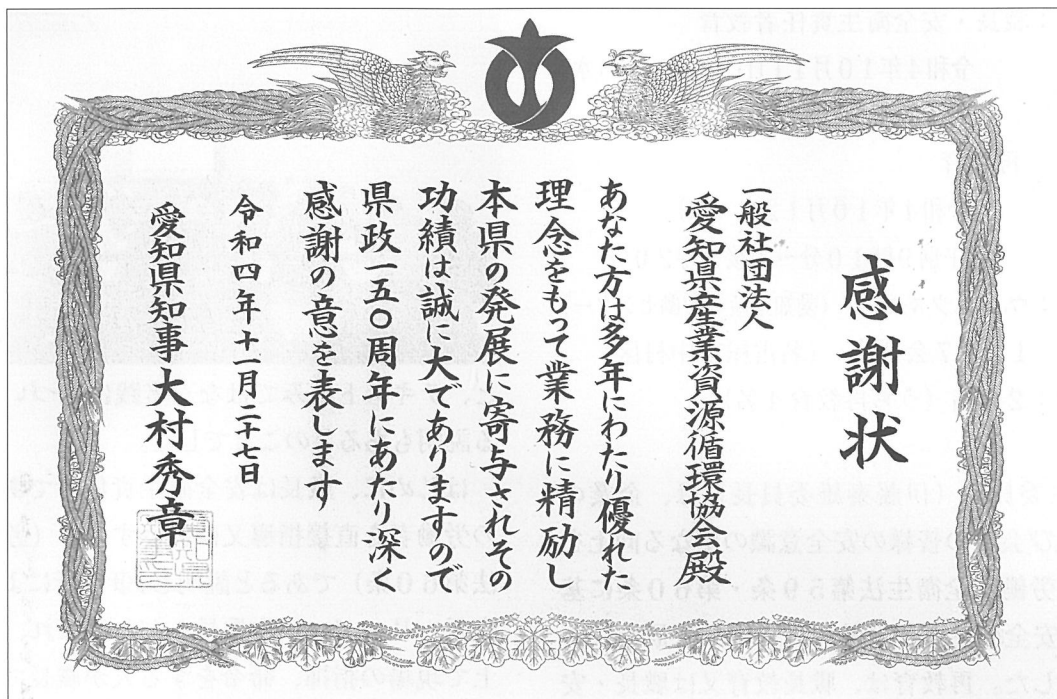 感謝状
一般社団法人
愛知県産業資源循環協会殿
あなた方は多年にわたり優れた
理念をもって業務に精励し
本県の発展に寄与されその
功績は誠に大でありますので
県政一五〇周年にあたり深く
感謝の意を表します
令和四年十一月二十七日
愛知県知事大村秀章